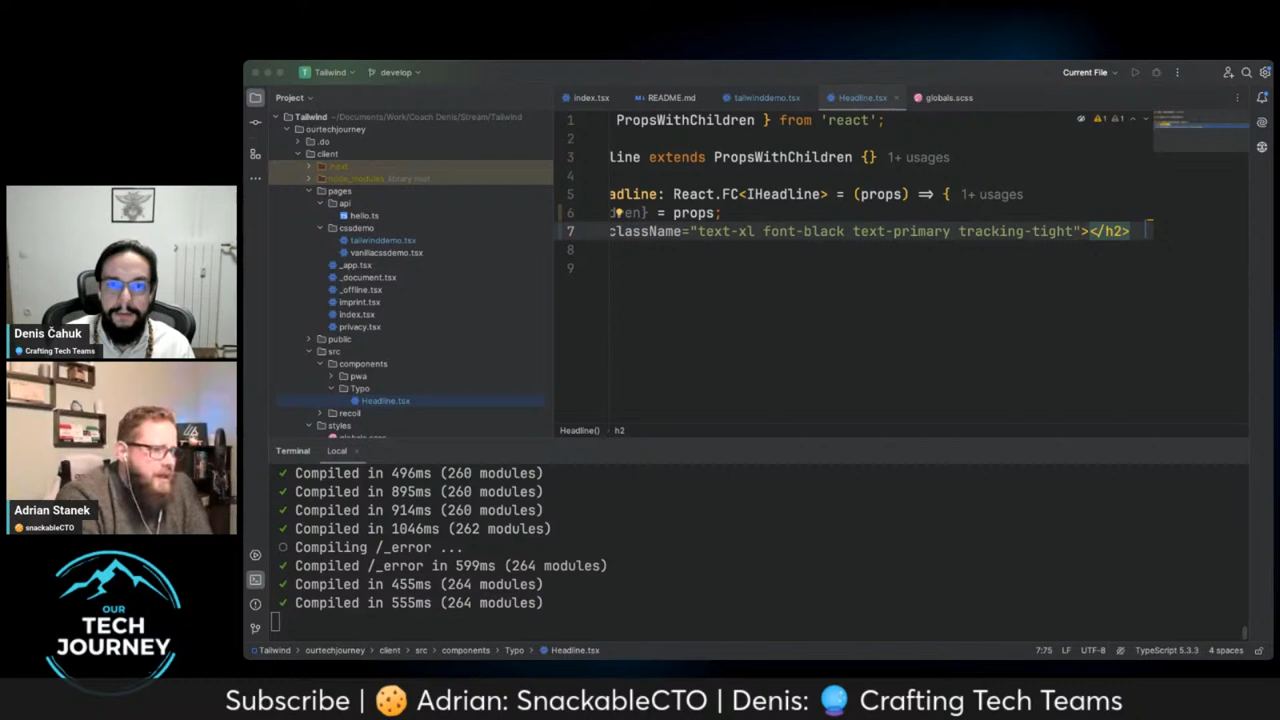 Tailwind
develop
Current File
Project
index.tsx
README.md
tailwinddemo.tsx
Headline.tsx
globals.scss
Tailwind ~/Documents/Work/Coach Denis/Stream/Tailwind
ourtechjourney
.do
client
.next
node_modules library root
pages
api
hello.ts
cssdemo
tailwinddemo.tsx
vanillacssdemo.tsx
_app.tsx
_document.tsx
_offline.tsx
imprint.tsx
index.tsx
privacy.tsx
public
src
components
pwa
Typo
Headline.tsx
recoil
styles
1 PropsWithChildren } from 'react';
3 line extends PropsWithChildren {} 1+ usages
5 adline: React.FC<IHeadline> = (props) => { 1+ usages
6 en} = props;
7 className="text-xl font-black text-primary tracking-tight"></h2>
8
9
1
1
Headline() h2
Terminal Local
Compiled in 496ms (260 modules)
Compiled in 895ms (260 modules)
Compiled in 914ms (260 modules)
Compiled in 1046ms (262 modules)
Compiling /_error ...
Compiled /_error in 599ms (264 modules)
Compiled in 455ms (264 modules)
Compiled in 555ms (264 modules)
Tailwind ourtechjourney client src components Typo Headline.tsx
7:75 LF UTF-8 TypeScript 5.3.3 4 spaces
Denis Čahuk
Crafting Tech Teams
Adrian Stanek
snackableCTO
OUR
TECH
JOURNEY
Subscribe | Adrian: SnackableCTO | Denis: Crafting Tech Teams